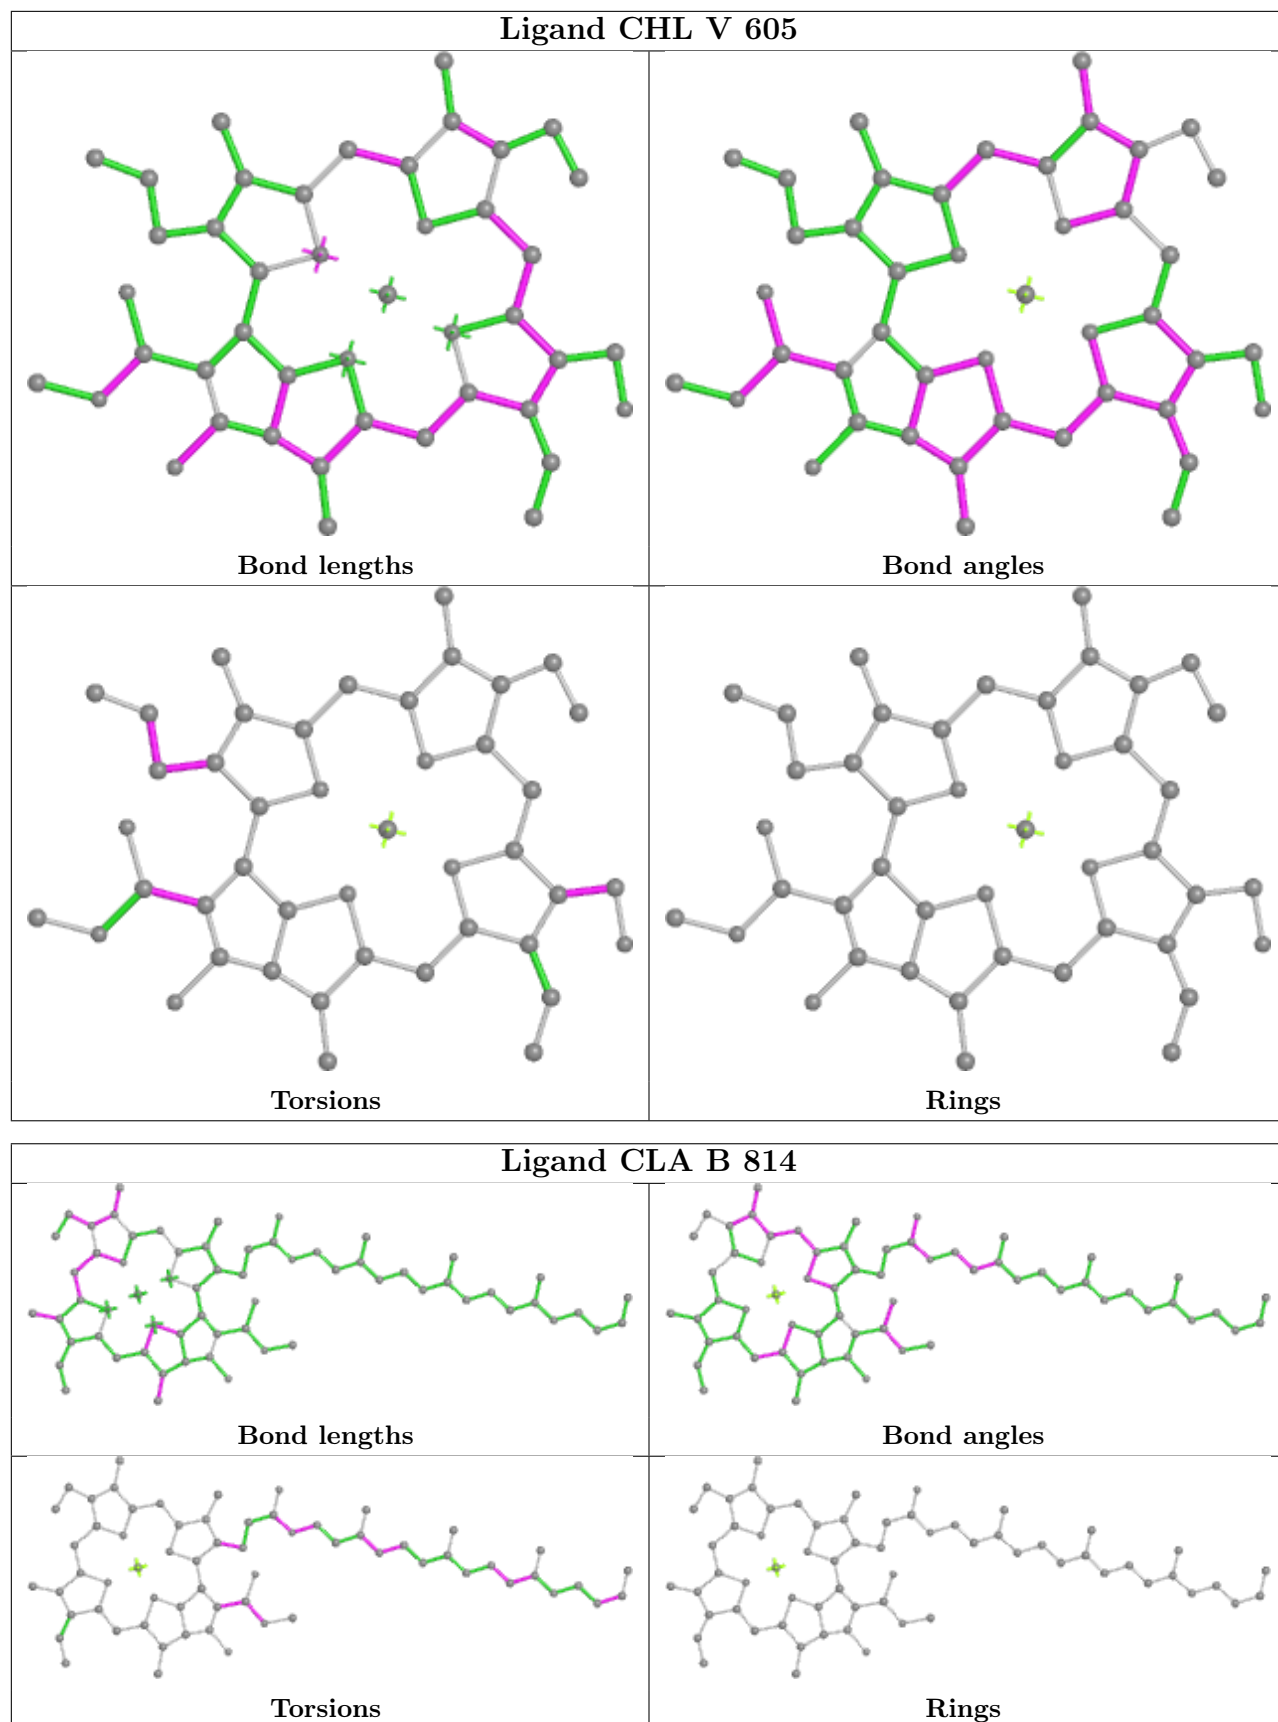 Ligand CHL V 605
Bond lengths
Bond angles
Torsions
Rings
Ligand CLA B 814
Bond lengths
Bond angles
Torsions
Rings